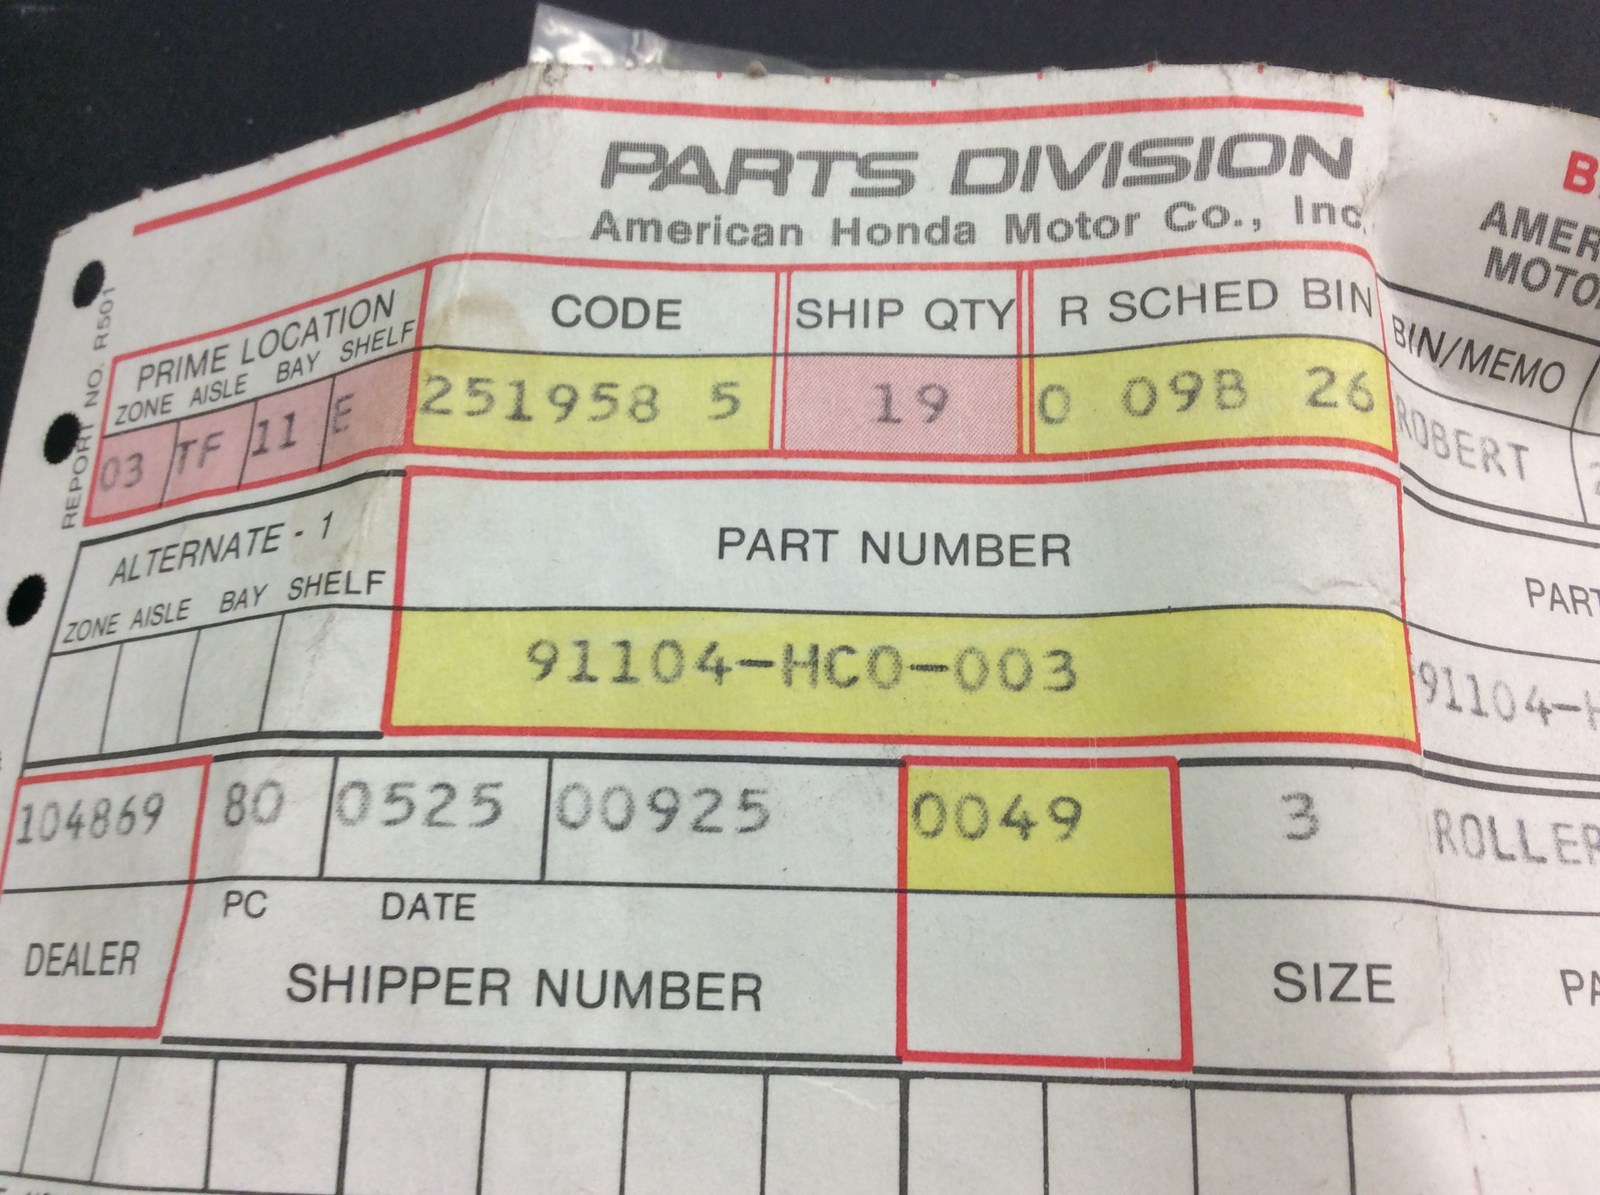 PARTS DIVISION
American Honda Motor Co., Inc.
REPORT NO. R501
PRIME LOCATION
ZONE AISLE BAY SHELF
03 TF 11 E
CODE
251958 5
SHIP QTY
19
R SCHED BIN
0 09B 26
ALTERNATE - 1
ZONE AISLE BAY SHELF
PART NUMBER
91104-HC0-003
104869 80 0525 00925 0049 3
DEALER
PC DATE
SHIPPER NUMBER
SIZE
AMER
MOTO
BIN/MEMO
ROBERT
PART
91104-H
ROLLER
PA